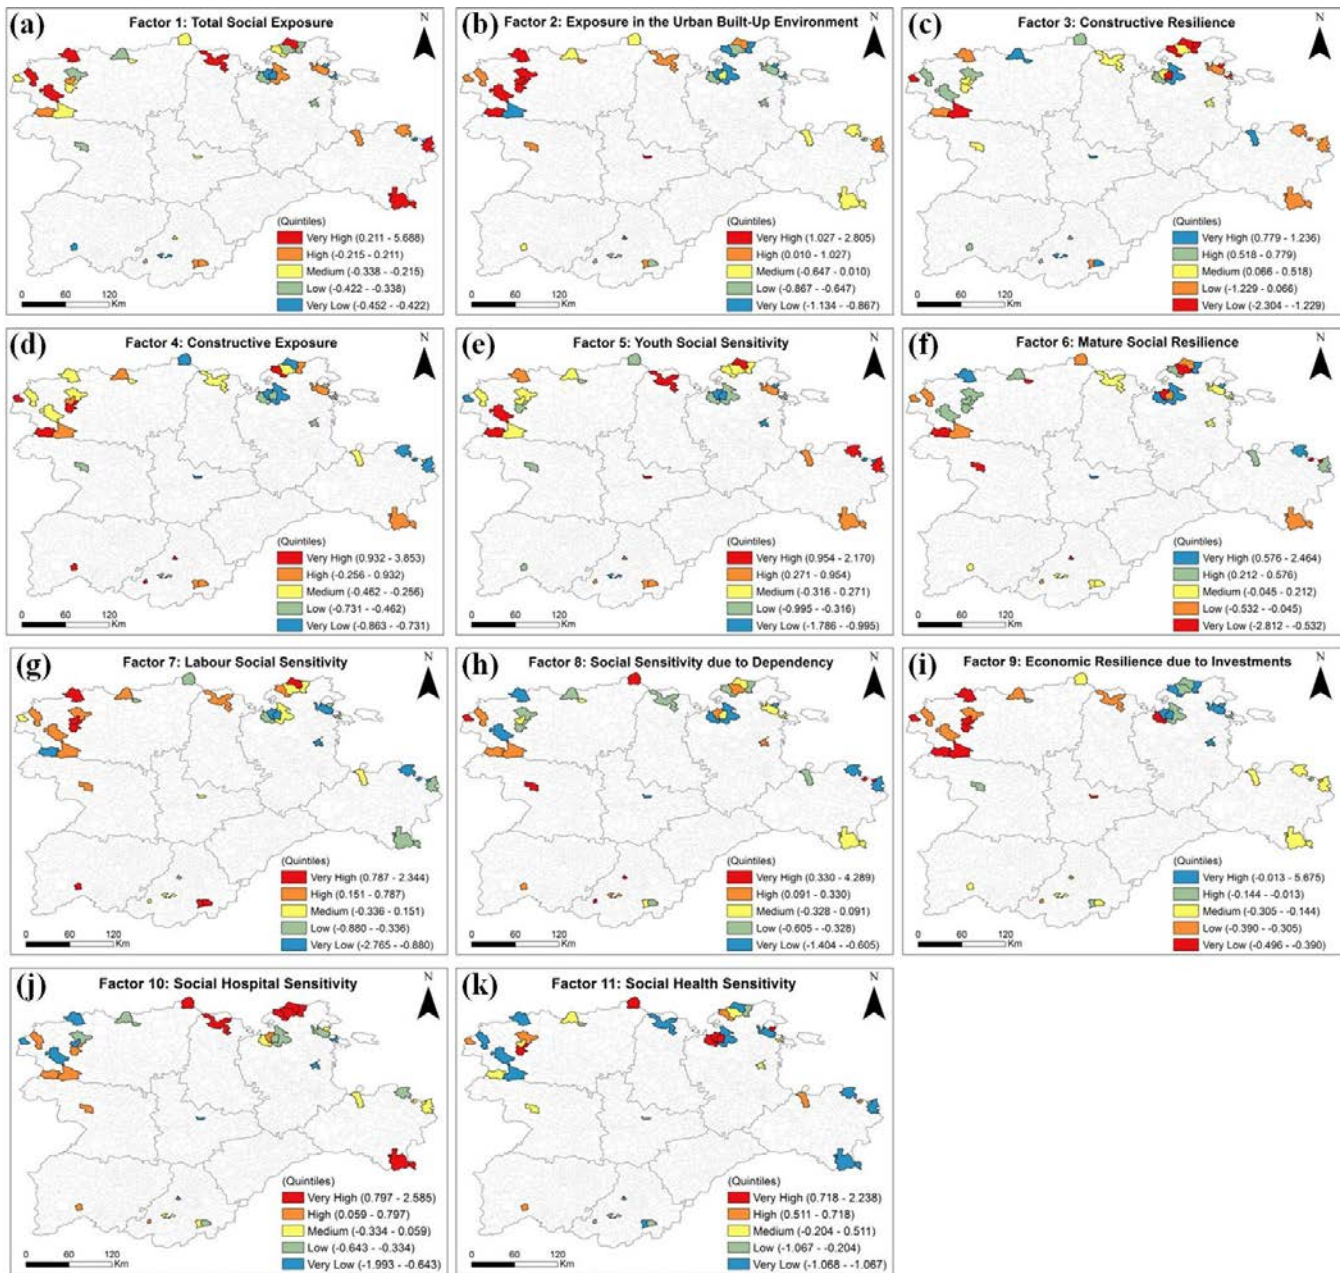 (a) Factor 1: Total Social Exposure N
(Quintiles)
Very High (0.211 - 5.688)
High (-0.215 - 0.211)
Medium (-0.338 - -0.215)
Low (-0.422 - -0.338)
Very Low (-0.452 - -0.422)
0 60 120
Km
(b) Factor 2: Exposure in the Urban Built-Up Environment N
(Quintiles)
Very High (1.027 - 2.805)
High (0.010 - 1.027)
Medium (-0.647 - 0.010)
Low (-0.867 - -0.647)
Very Low (-1.134 - -0.867)
0 60 120
Km
(c) Factor 3: Constructive Resilience N
(Quintiles)
Very High (0.779 - 1.236)
High (0.518 - 0.779)
Medium (0.066 - 0.518)
Low (-1.229 - 0.066)
Very Low (-2.304 - -1.229)
0 60 120
Km
(d) Factor 4: Constructive Exposure N
(Quintiles)
Very High (0.932 - 3.853)
High (-0.256 - 0.932)
Medium (-0.462 - -0.256)
Low (-0.731 - -0.462)
Very Low (-0.863 - -0.731)
0 60 120
Km
(e) Factor 5: Youth Social Sensitivity N
(Quintiles)
Very High (0.954 - 2.170)
High (0.271 - 0.954)
Medium (-0.316 - 0.271)
Low (-0.995 - -0.316)
Very Low (-1.786 - -0.995)
0 60 120
Km
(f) Factor 6: Mature Social Resilience N
(Quintiles)
Very High (0.576 - 2.464)
High (0.212 - 0.576)
Medium (-0.045 - 0.212)
Low (-0.532 - -0.045)
Very Low (-2.812 - -0.532)
0 60 120
Km
(g) Factor 7: Labour Social Sensitivity N
(Quintiles)
Very High (0.787 - 2.344)
High (0.151 - 0.787)
Medium (-0.336 - 0.151)
Low (-0.880 - -0.336)
Very Low (-2.765 - -0.880)
0 60 120
Km
(h) Factor 8: Social Sensitivity due to Dependency N
(Quintiles)
Very High (0.330 - 4.289)
High (0.091 - 0.330)
Medium (-0.328 - 0.091)
Low (-0.605 - -0.328)
Very Low (-1.404 - -0.605)
0 60 120
Km
(i) Factor 9: Economic Resilience due to Investments N
(Quintiles)
Very High (-0.013 - 5.675)
High (-0.144 - -0.013)
Medium (-0.305 - -0.144)
Low (-0.390 - -0.305)
Very Low (-0.496 - -0.390)
0 60 120
Km
(j) Factor 10: Social Hospital Sensitivity N
(Quintiles)
Very High (0.797 - 2.585)
High (0.059 - 0.797)
Medium (-0.334 - 0.059)
Low (-0.643 - -0.334)
Very Low (-1.993 - -0.643)
0 60 120
Km
(k) Factor 11: Social Health Sensitivity N
(Quintiles)
Very High (0.718 - 2.238)
High (0.511 - 0.718)
Medium (-0.204 - 0.511)
Low (-1.067 - -0.204)
Very Low (-1.068 - -1.067)
0 60 120
Km